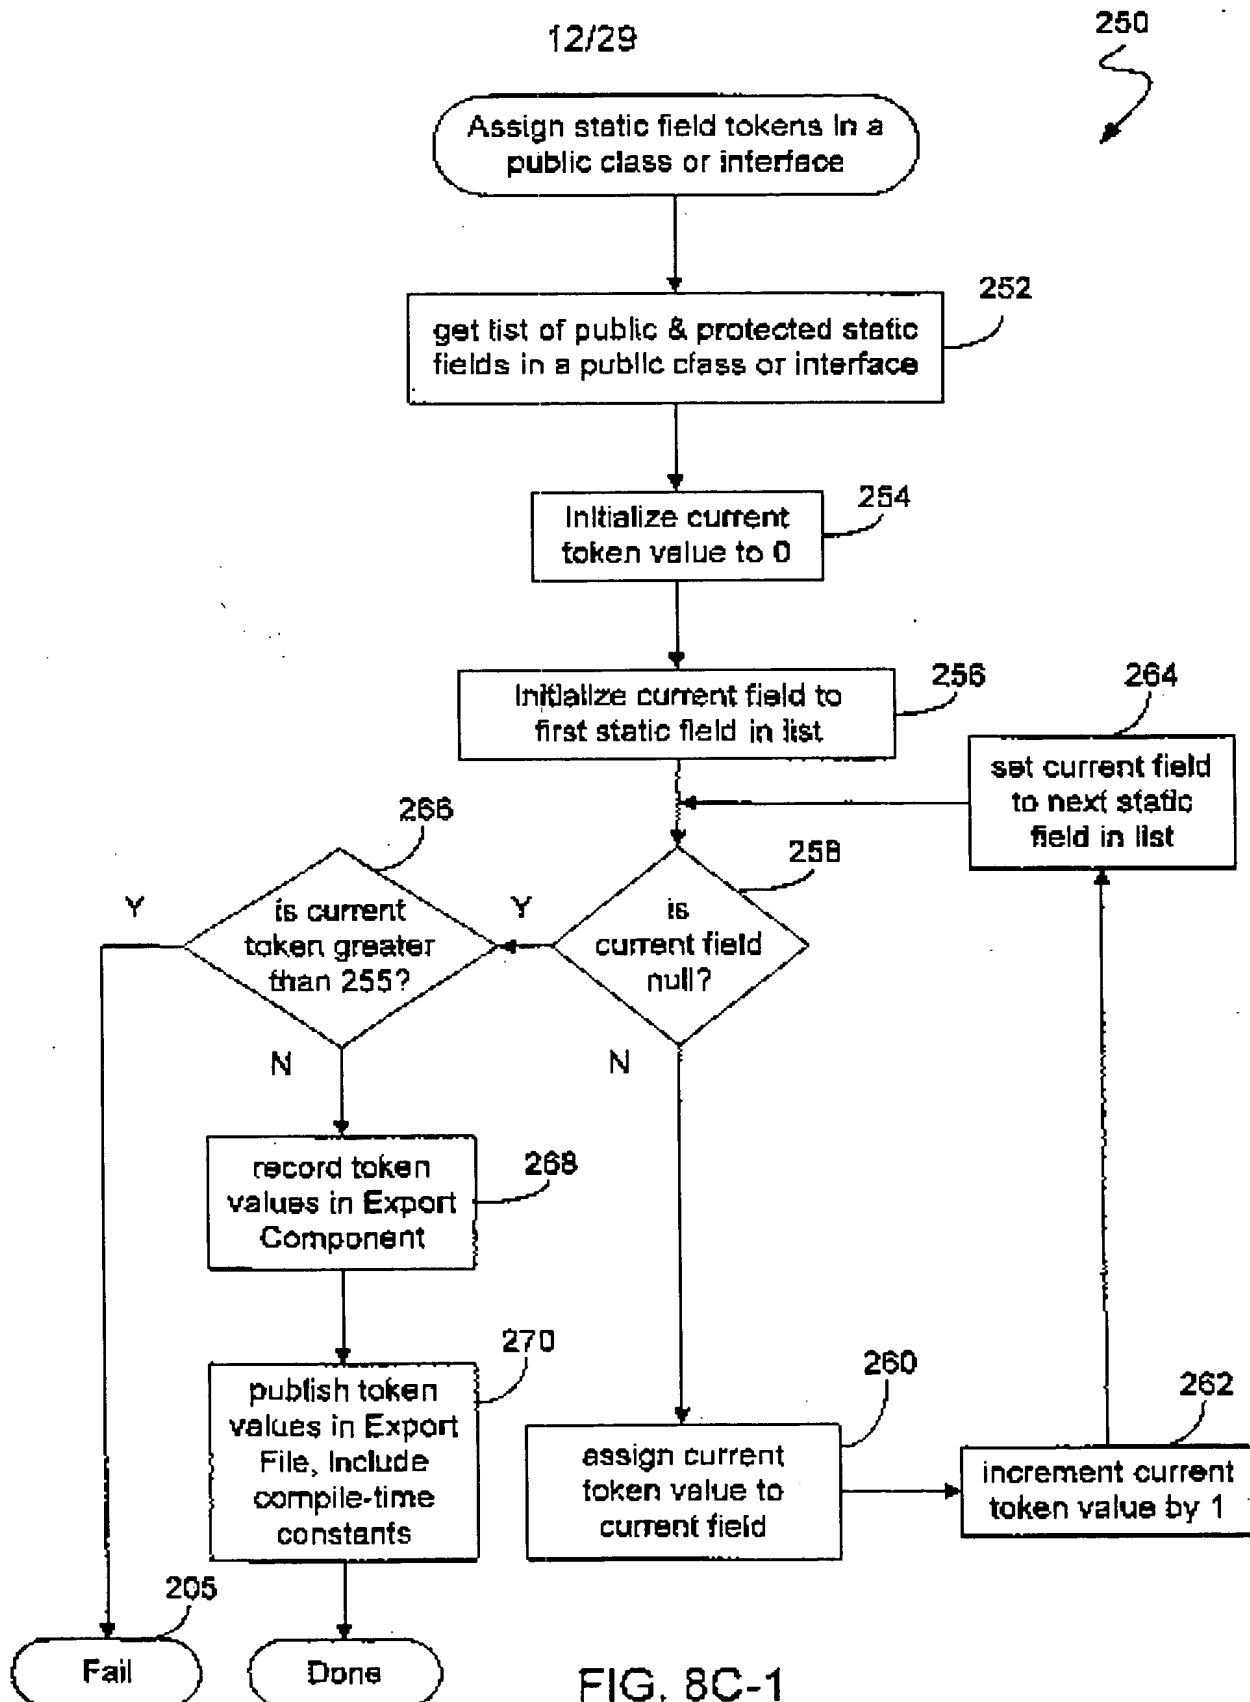 12/29
250
Assign static field tokens in a
public class or interface
252
get list of public & protected static
fields in a public class or interface
254
Initialize current
token value to 0
256
Initialize current field to
first static field in list
264
set current field
to next static
field in list
266
258
Y
is current
token greater
than 255?
Y
is
current field
null?
N
N
record token
values in Export
Component
268
270
publish token
values in Export
File, Include
compile-time
constants
260
assign current
token value to
current field
262
increment current
token value by 1
205
Fail
Done
FIG. 8C-1